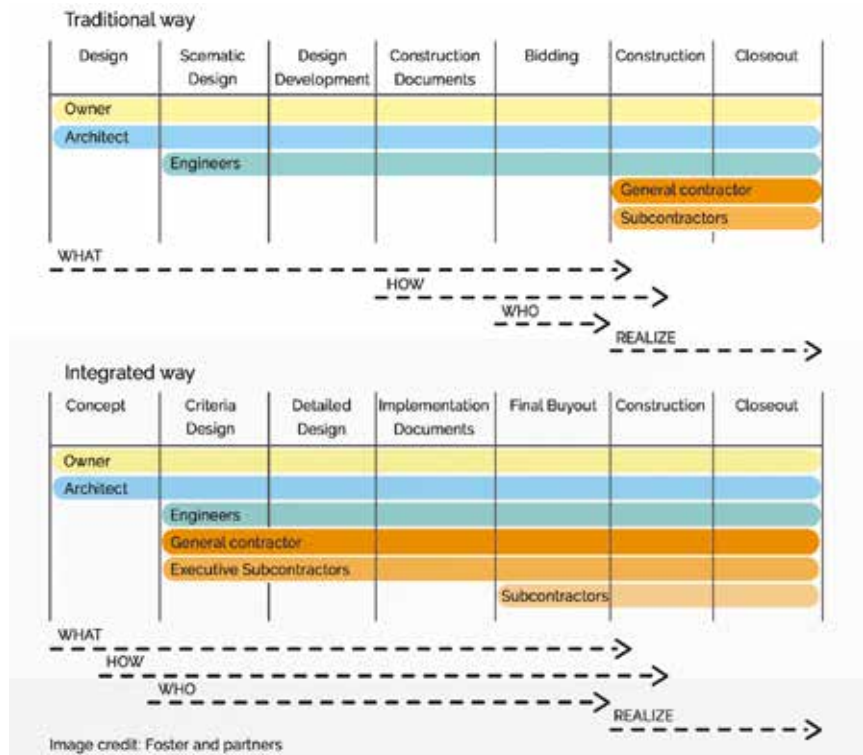 Traditional way
Design Scematic Design Design Development Construction Documents Bidding Construction Closeout
Owner
Architect
Engineers
General contractor
Subcontractors
WHAT
HOW
WHO
REALIZE
Integrated way
Concept Criteria Design Detailed Design Implementation Documents Final Buyout Construction Closeout
Owner
Architect
Engineers
General contractor
Executive Subcontractors
Subcontractors
WHAT
HOW
WHO
REALIZE
Image credit: Foster and partners